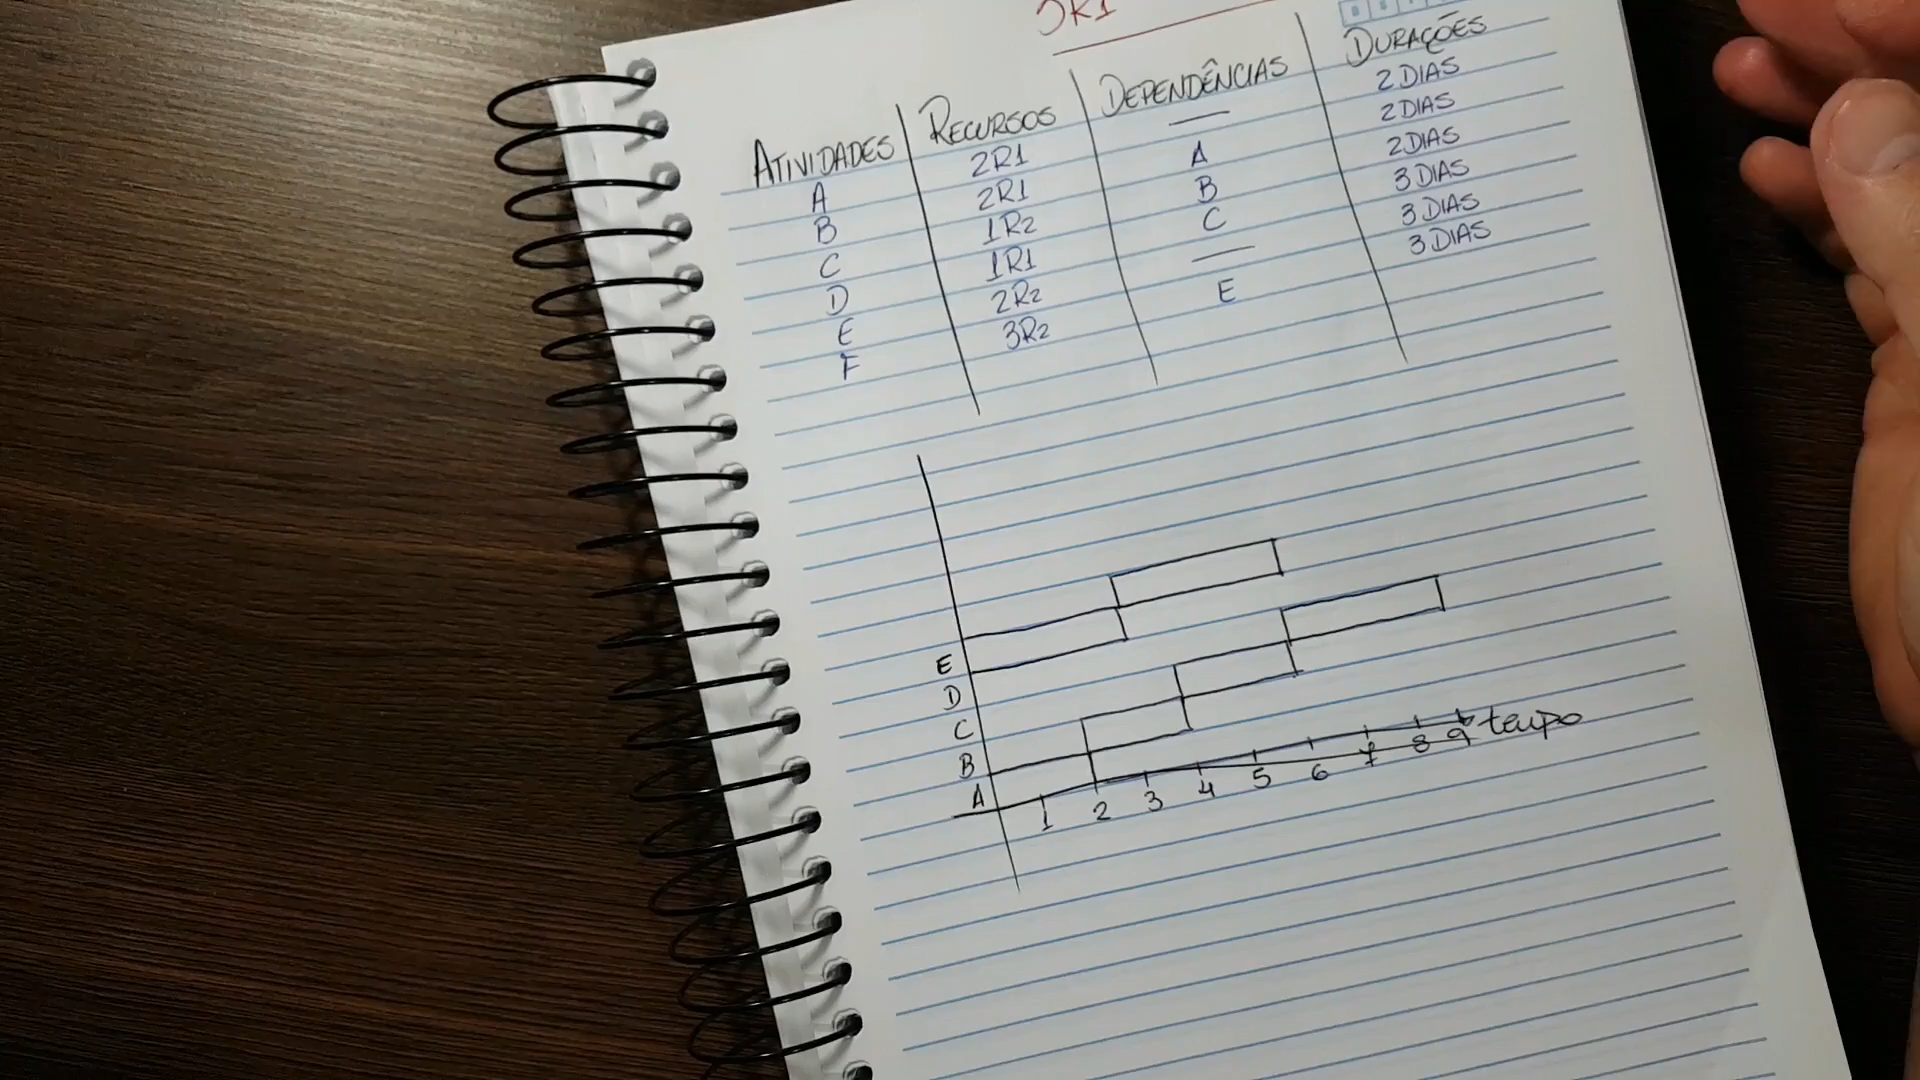 3R1
ATIVIDADES RECURSOS DEPENDÊNCIAS DURAÇÕES
A 2R1 — 2 DIAS
B 2R1 A 2 DIAS
C 1R2 B 2 DIAS
D 1R1 C 3 DIAS
E 2R2 — 3 DIAS
F 3R2 E 3 DIAS
E
D
C
B
A
1 2 3 4 5 6 7 8 9 tempo